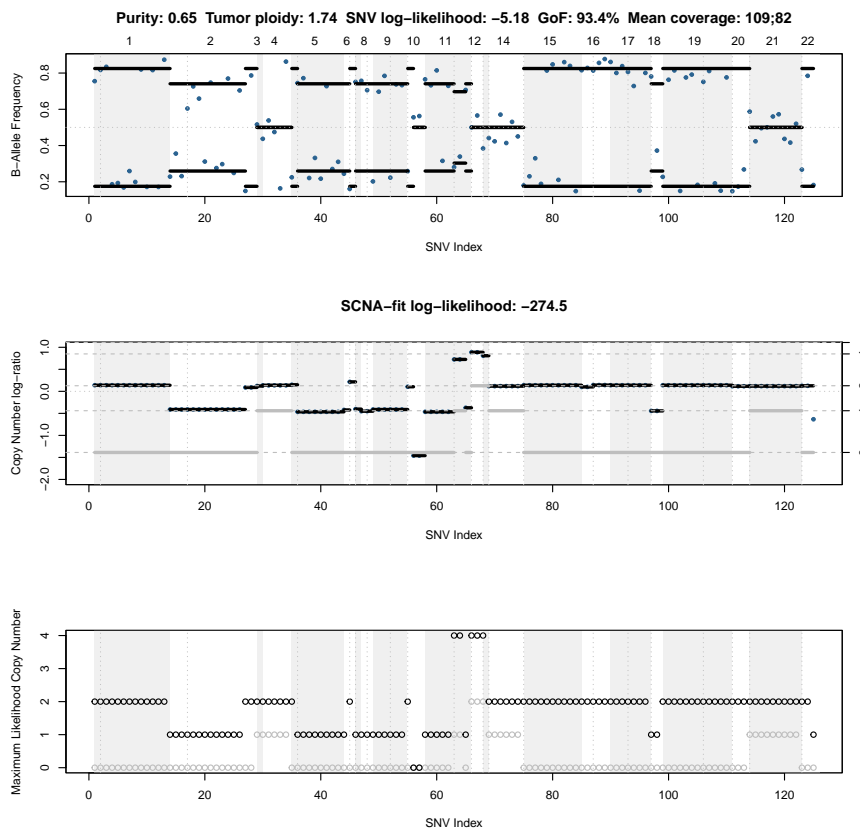 Purity: 0.65 Tumor ploidy: 1.74 SNV log−likelihood: −5.18 GoF: 93.4% Mean coverage: 109;82
1 2 3 4 5 6 8 9 10 11 12 14 15 16 17 18 19 20 21 22
B−Allele Frequency
0.8
0.6
0.4
0.2
0 20 40 60 80 100 120
SNV Index
SCNA−fit log−likelihood: −274.5
Copy Number log−ratio
1.0
0.0
−1.0
−2.0
0 20 40 60 80 100 120
SNV Index
Maximum Likelihood Copy Number
4
3
2
1
0
0 20 40 60 80 100 120
SNV Index